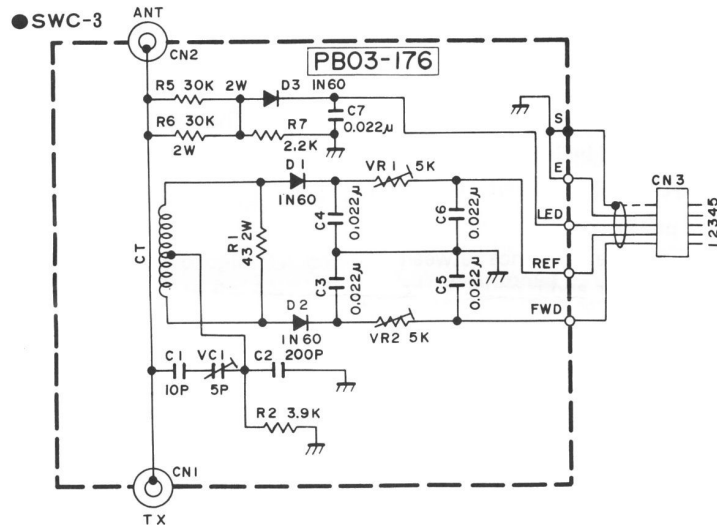 ●SWC-3
ANT
CN2
PB03-176
R5 30K 2W
D3 1N60
C7
0.022μ
R6 30K
2W
R7
2.2K
S
E
CN3
D1
1N60
VR1 5K
C4
0.022μ
C6
0.022μ
LED
12345
CT
R1
43 2W
REF
C3
0.022μ
C5
0.022μ
D2
1N60
VR2 5K
FWD
C1
10P
VC1
5P
C2
200P
R2 3.9K
CN1
TX